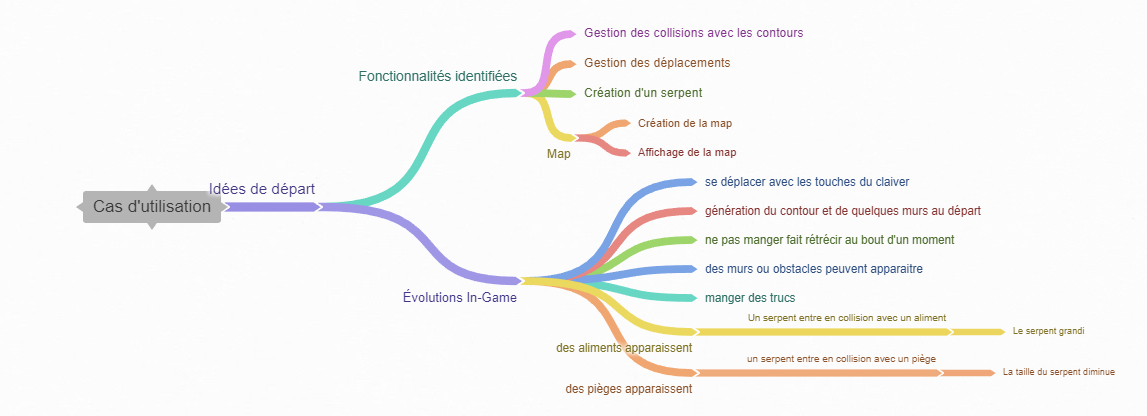 Cas d'utilisation
Idées de départ
Fonctionnalités identifiées
Gestion des collisions avec les contours
Gestion des déplacements
Création d'un serpent
Map
Création de la map
Affichage de la map
Évolutions In-Game
se déplacer avec les touches du claiver
génération du contour et de quelques murs au départ
ne pas manger fait rétrécir au bout d'un moment
des murs ou obstacles peuvent apparaitre
manger des trucs
des aliments apparaissent
Un serpent entre en collision avec un aliment
Le serpent grandi
des pièges apparaissent
un serpent entre en collision avec un piège
La taille du serpent diminue